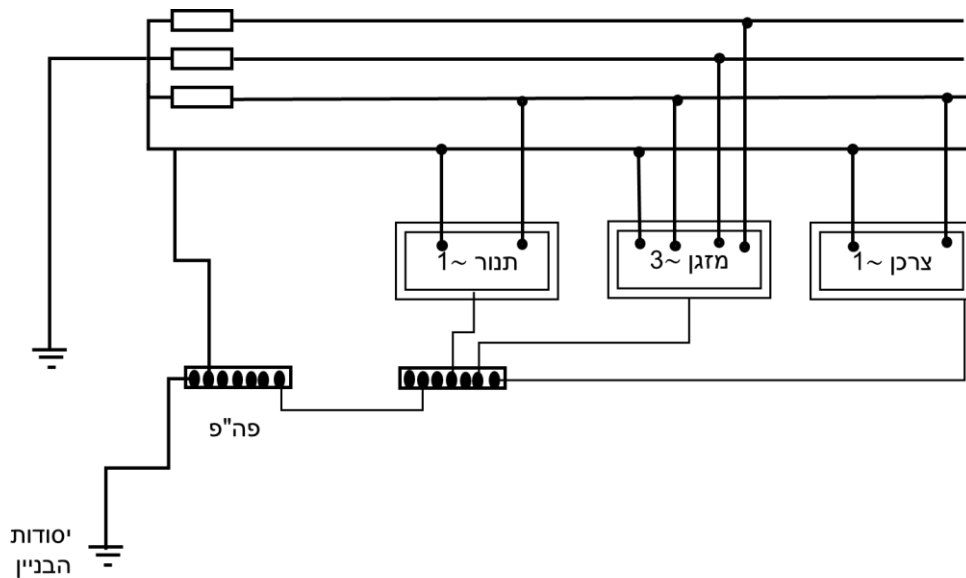 תנור ~1
מזגן ~3
צרכן ~1
פה"פ
יסודות
הבניין